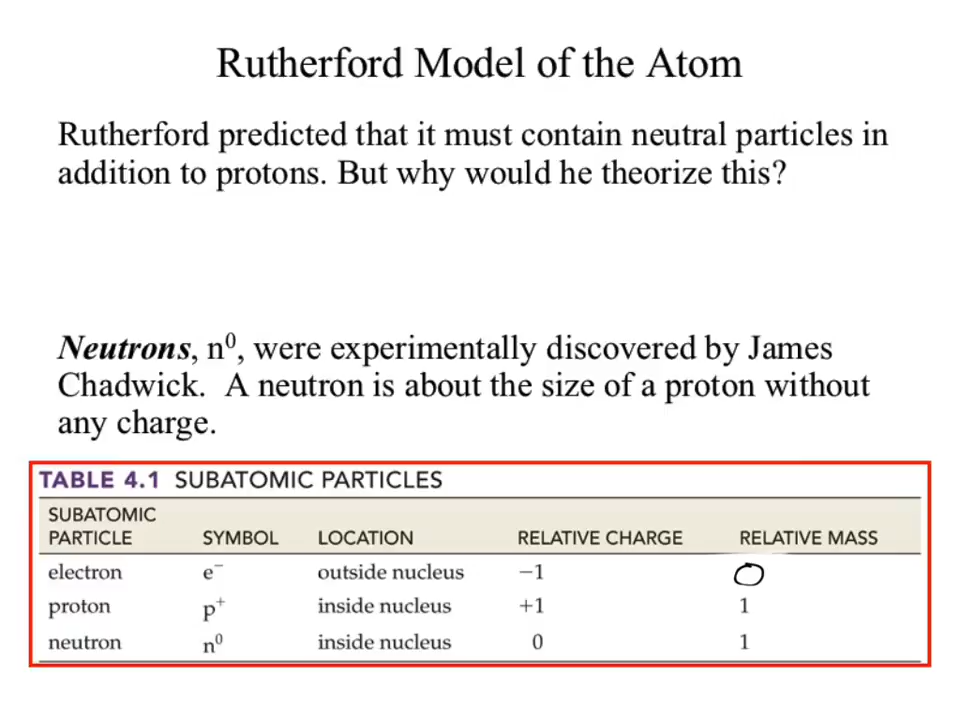 Rutherford Model of the Atom
Rutherford predicted that it must contain neutral particles in
addition to protons. But why would he theorize this?
Neutrons, n⁰, were experimentally discovered by James
Chadwick. A neutron is about the size of a proton without
any charge.
TABLE 4.1 SUBATOMIC PARTICLES
SUBATOMIC
PARTICLE SYMBOL LOCATION RELATIVE CHARGE RELATIVE MASS
electron e⁻ outside nucleus −1 0
proton p⁺ inside nucleus +1 1
neutron n⁰ inside nucleus 0 1